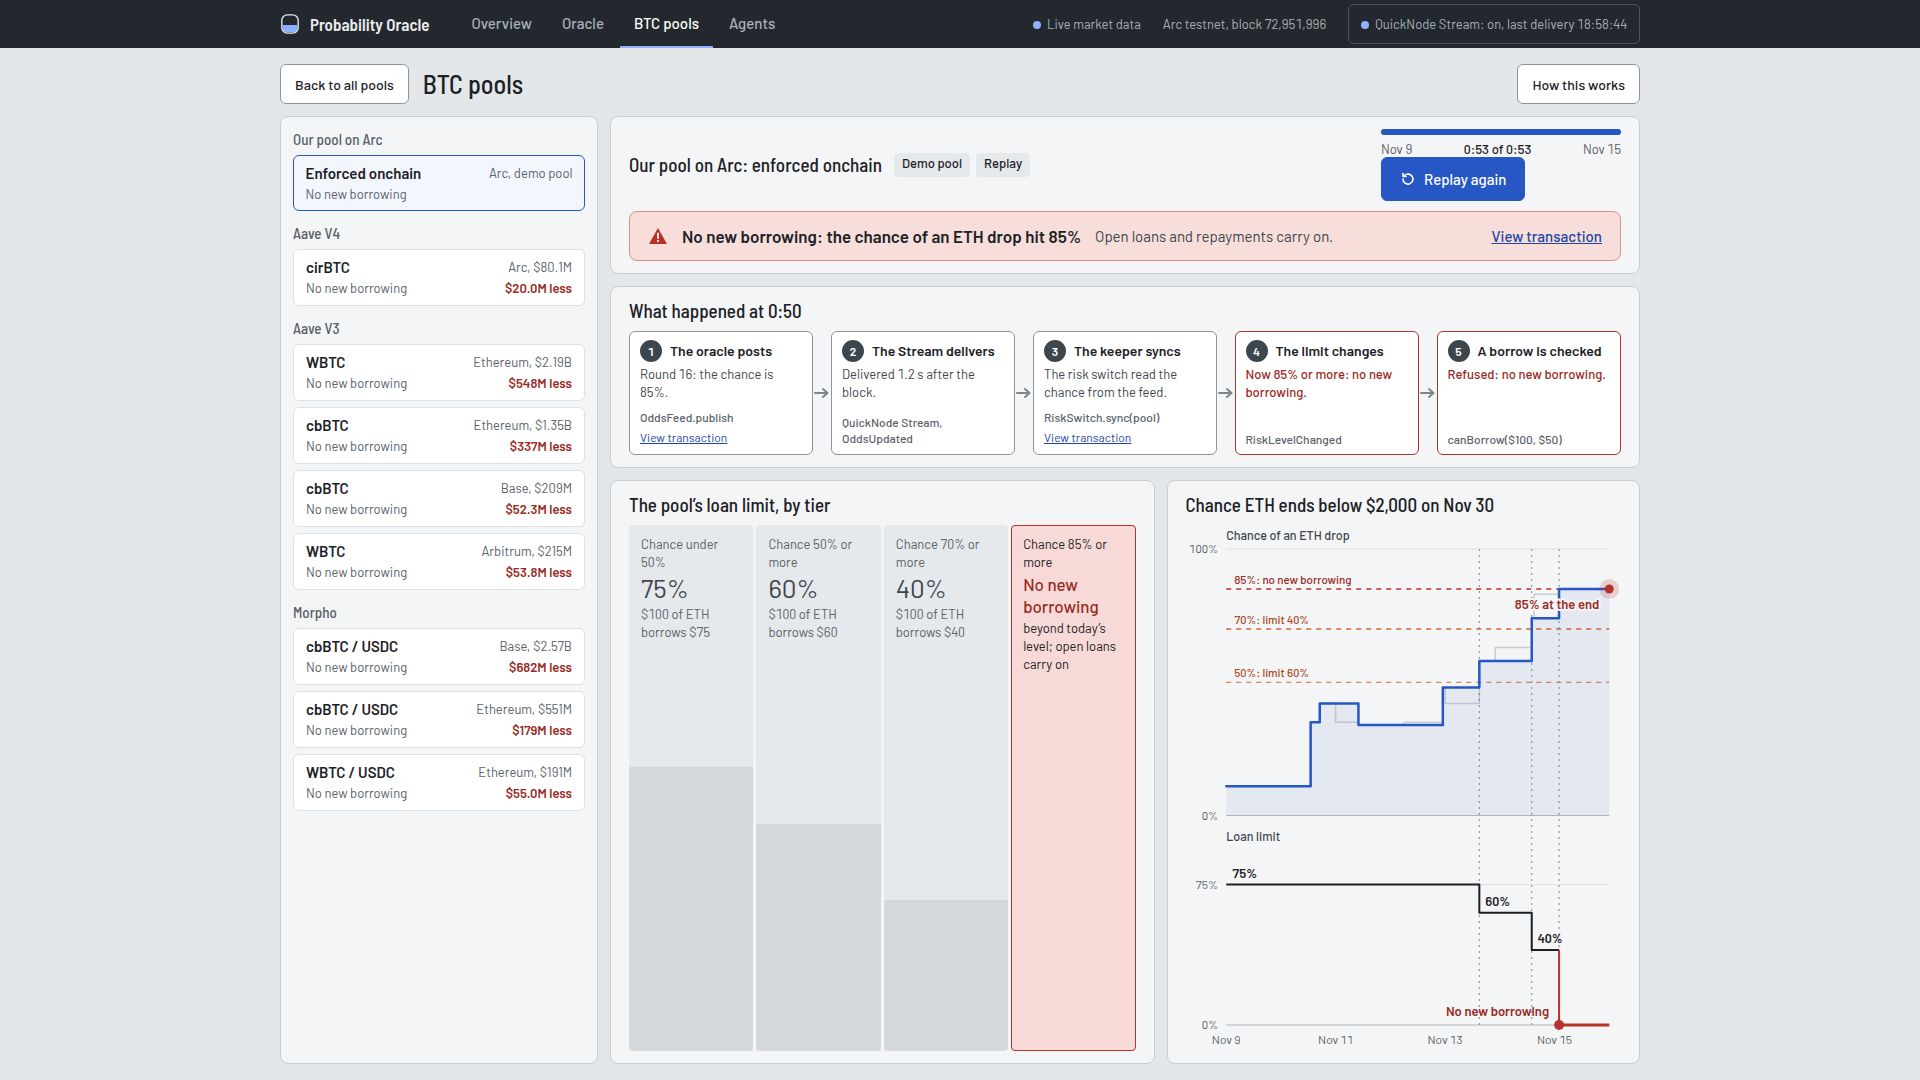 Probability Oracle
Overview
Oracle
BTC pools
Agents
Live market data
Arc testnet, block 72,951,996
QuickNode Stream: on, last delivery 18:58:44
Back to all pools
BTC pools
How this works
Our pool on Arc
Enforced onchain
Arc, demo pool
No new borrowing
Aave V4
cirBTC
Arc, $80.1M
No new borrowing
$20.0M less
Aave V3
WBTC
Ethereum, $2.19B
No new borrowing
$548M less
cbBTC
Ethereum, $1.35B
No new borrowing
$337M less
cbBTC
Base, $209M
No new borrowing
$52.3M less
WBTC
Arbitrum, $215M
No new borrowing
$53.8M less
Morpho
cbBTC / USDC
Base, $2.57B
No new borrowing
$682M less
cbBTC / USDC
Ethereum, $551M
No new borrowing
$179M less
WBTC / USDC
Ethereum, $191M
No new borrowing
$55.0M less
Our pool on Arc: enforced onchain
Demo pool
Replay
Nov 9
0:53 of 0:53
Nov 15
Replay again
No new borrowing: the chance of an ETH drop hit 85%
Open loans and repayments carry on.
View transaction
What happened at 0:50
1
The oracle posts
Round 16: the chance is
85%.
OddsFeed.publish
View transaction
2
The Stream delivers
Delivered 1.2 s after the
block.
QuickNode Stream,
OddsUpdated
3
The keeper syncs
The risk switch read the
chance from the feed.
RiskSwitch.sync(pool)
View transaction
4
The limit changes
Now 85% or more: no new
borrowing.
RiskLevelChanged
5
A borrow is checked
Refused: no new borrowing.
canBorrow($100, $50)
The pool's loan limit, by tier
Chance under
50%
75%
$100 of ETH
borrows $75
Chance 50% or
more
60%
$100 of ETH
borrows $60
Chance 70% or
more
40%
$100 of ETH
borrows $40
Chance 85% or
more
No new
borrowing
beyond today's
level; open loans
carry on
Chance ETH ends below $2,000 on Nov 30
Chance of an ETH drop
100%
85%: no new borrowing
85% at the end
70%: limit 40%
50%: limit 60%
0%
Loan limit
75%
75%
60%
40%
No new borrowing
0%
Nov 9
Nov 11
Nov 13
Nov 15